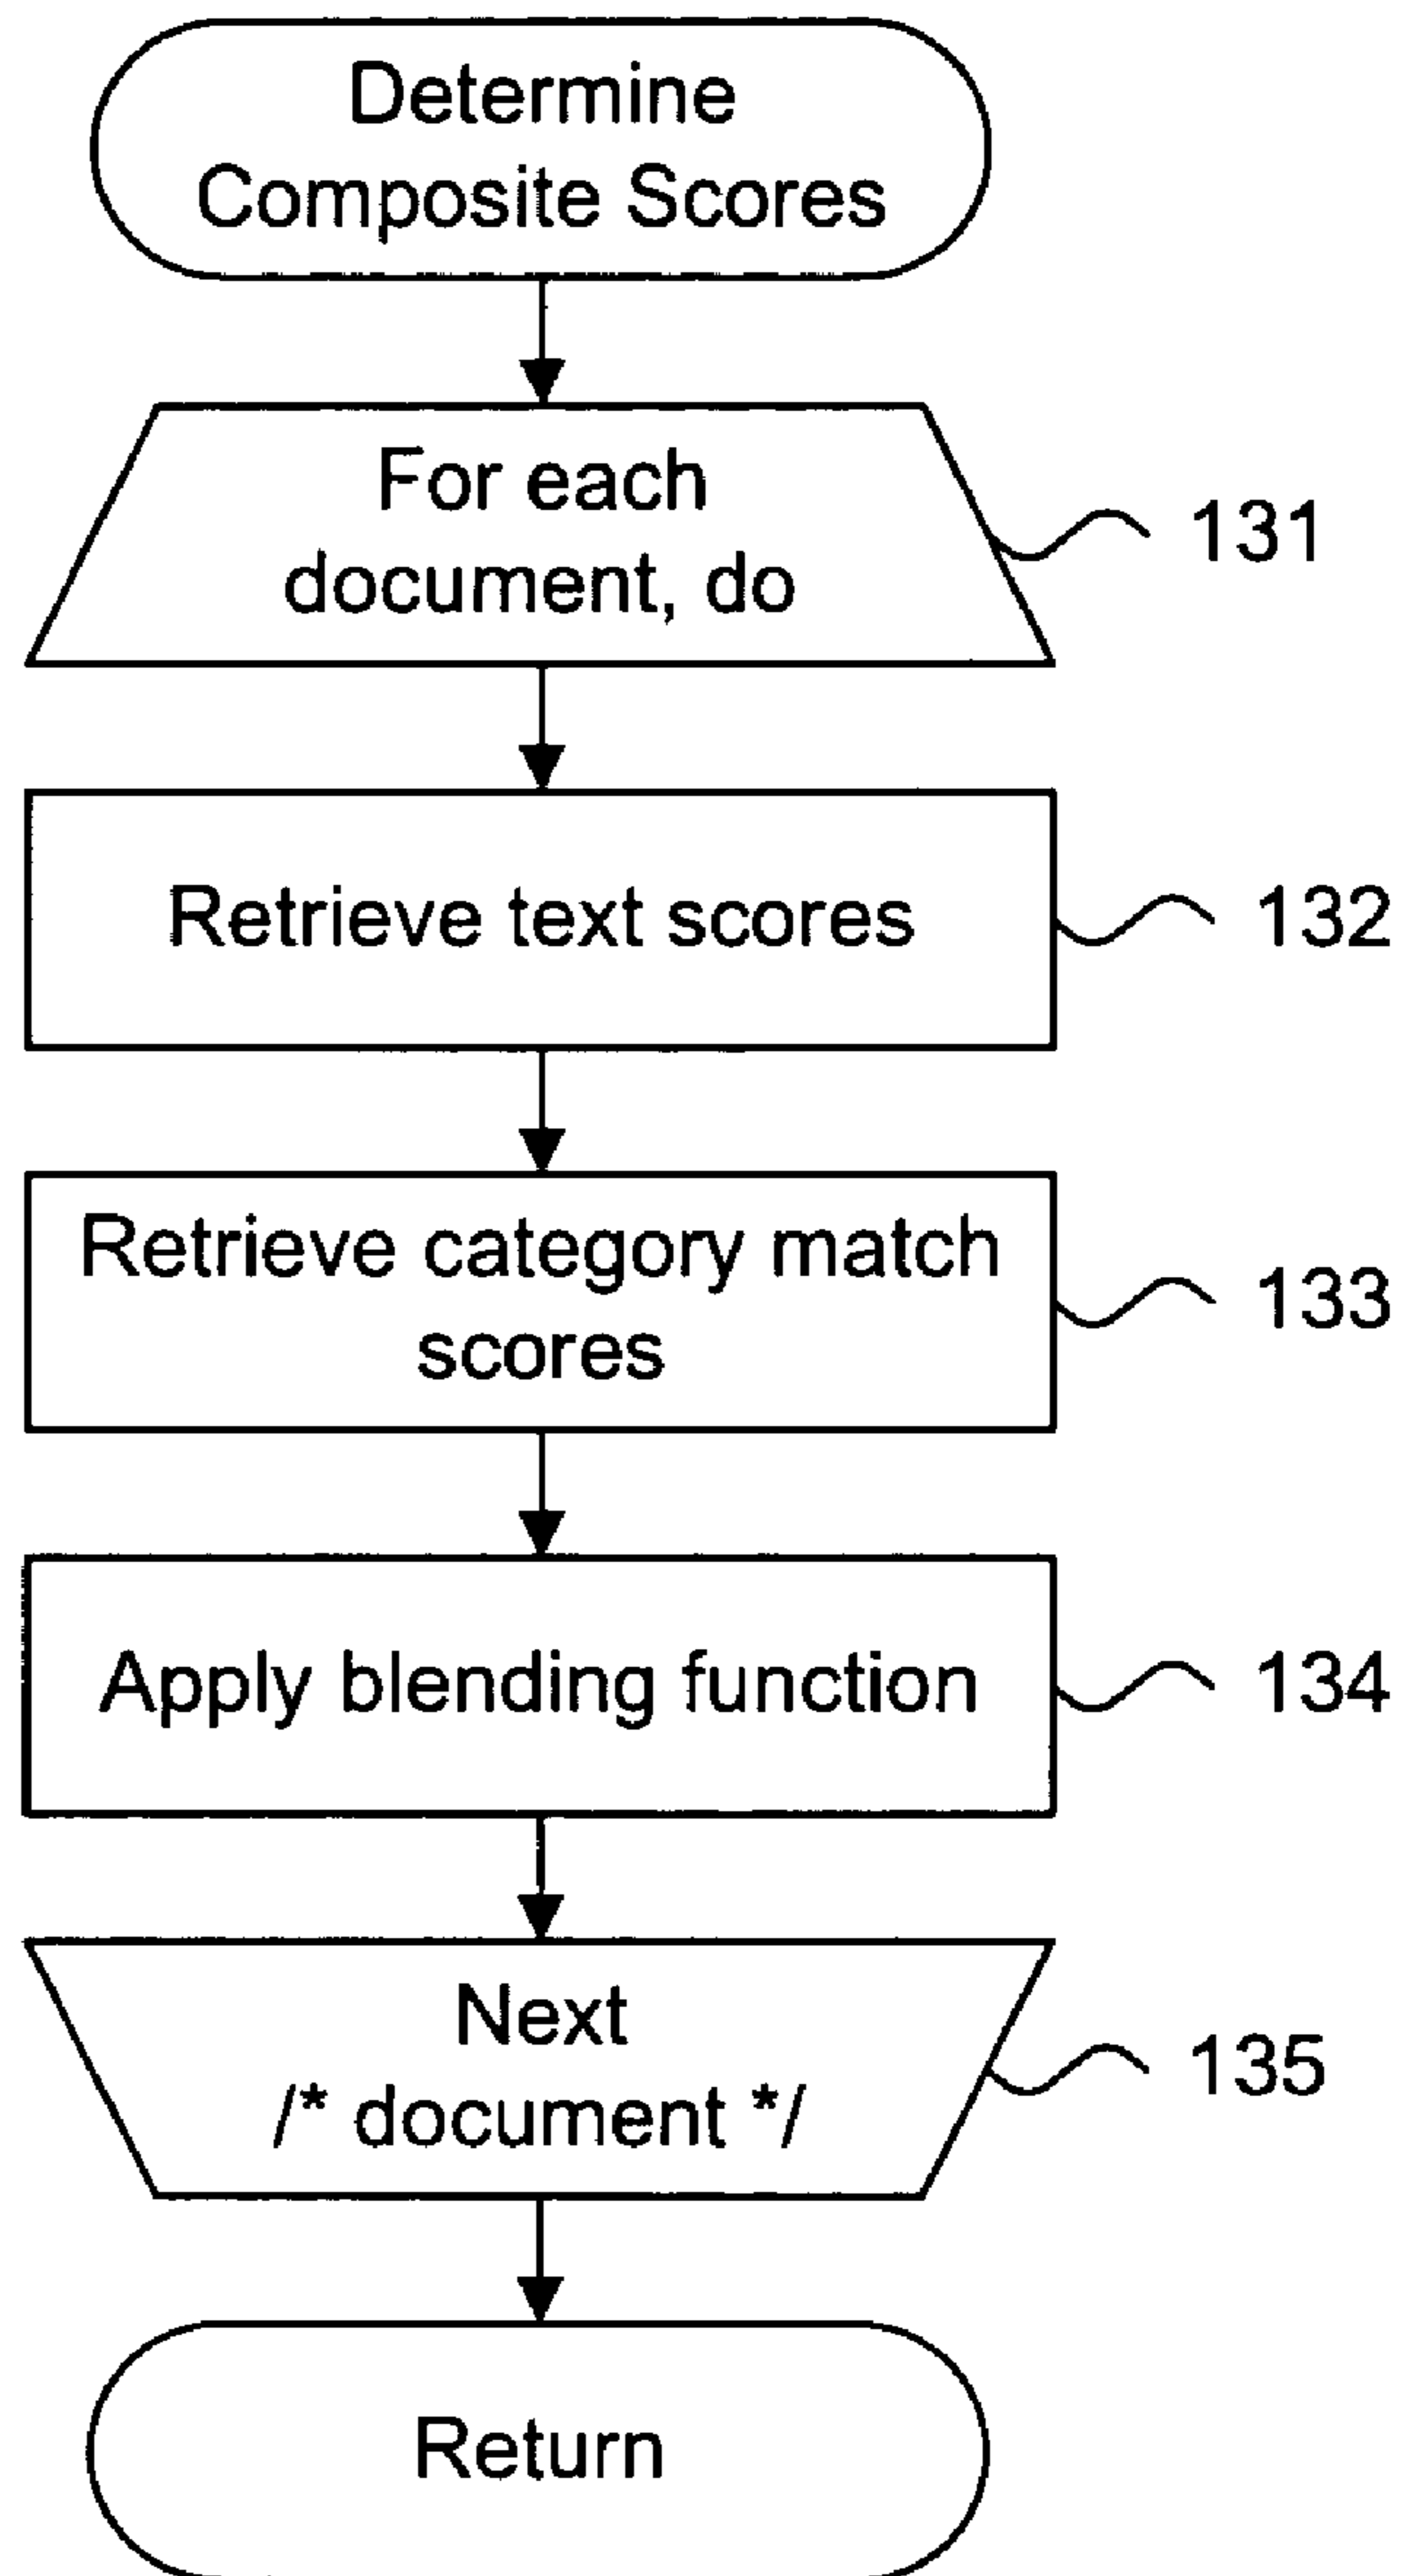 Determine
Composite Scores
For each
document, do
131
Retrieve text scores
132
Retrieve category match
scores
133
Apply blending function
134
Next
/* document */
135
Return